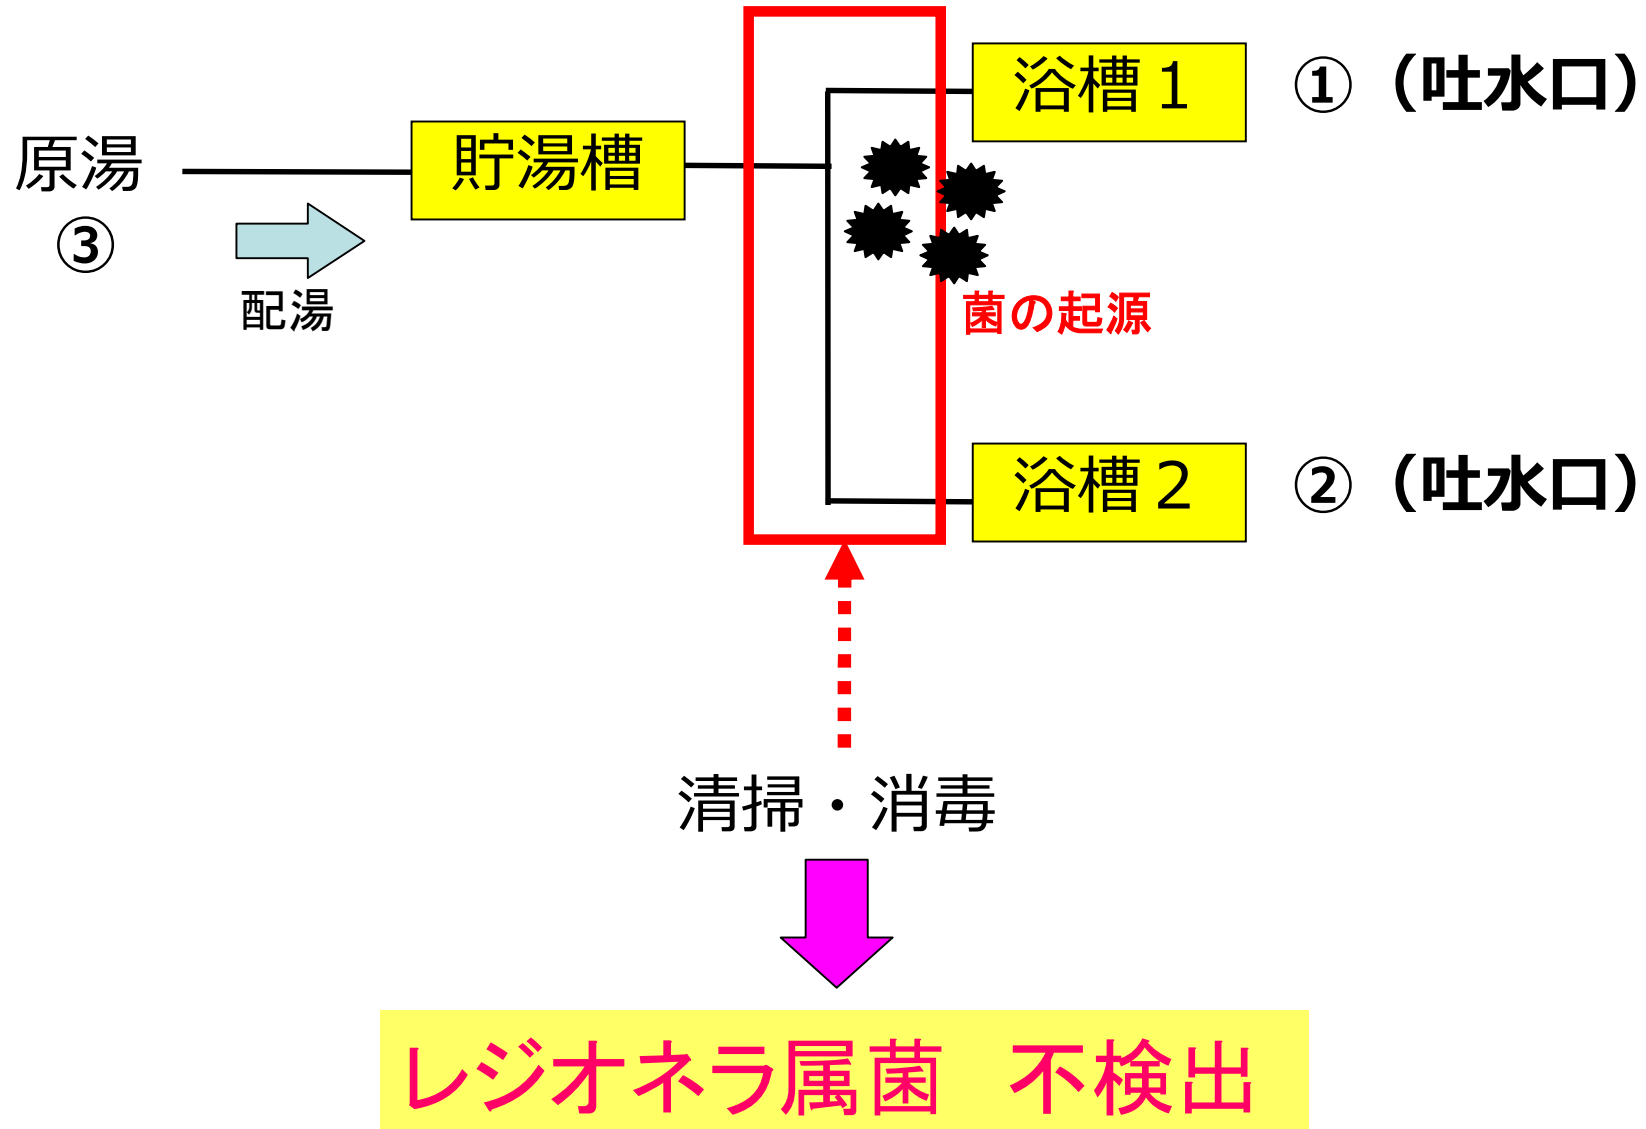 浴槽１ ①（吐水口）
原湯 貯湯槽
③
配湯
菌の起源
浴槽２ ②（吐水口）
清掃・消毒
レジオネラ属菌　不検出